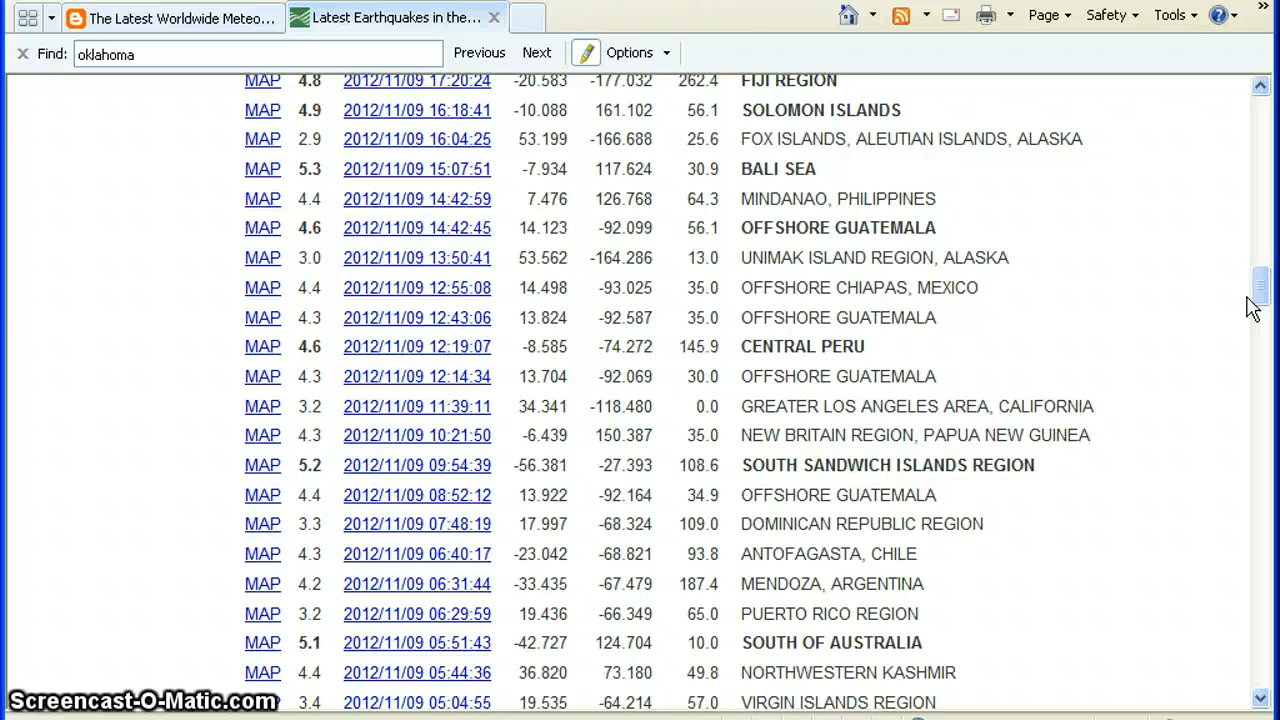 The Latest Worldwide Meteo... Latest Earthquakes in the... Page Safety Tools
Find: oklahoma Previous Next Options
MAP 4.8 2012/11/09 17:20:24 -20.583 -177.032 262.4 FIJI REGION
MAP 4.9 2012/11/09 16:18:41 -10.088 161.102 56.1 SOLOMON ISLANDS
MAP 2.9 2012/11/09 16:04:25 53.199 -166.688 25.6 FOX ISLANDS, ALEUTIAN ISLANDS, ALASKA
MAP 5.3 2012/11/09 15:07:51 -7.934 117.624 30.9 BALI SEA
MAP 4.4 2012/11/09 14:42:59 7.476 126.768 64.3 MINDANAO, PHILIPPINES
MAP 4.6 2012/11/09 14:42:45 14.123 -92.099 56.1 OFFSHORE GUATEMALA
MAP 3.0 2012/11/09 13:50:41 53.562 -164.286 13.0 UNIMAK ISLAND REGION, ALASKA
MAP 4.4 2012/11/09 12:55:08 14.498 -93.025 35.0 OFFSHORE CHIAPAS, MEXICO
MAP 4.3 2012/11/09 12:43:06 13.824 -92.587 35.0 OFFSHORE GUATEMALA
MAP 4.6 2012/11/09 12:19:07 -8.585 -74.272 145.9 CENTRAL PERU
MAP 4.3 2012/11/09 12:14:34 13.704 -92.069 30.0 OFFSHORE GUATEMALA
MAP 3.2 2012/11/09 11:39:11 34.341 -118.480 0.0 GREATER LOS ANGELES AREA, CALIFORNIA
MAP 4.3 2012/11/09 10:21:50 -6.439 150.387 35.0 NEW BRITAIN REGION, PAPUA NEW GUINEA
MAP 5.2 2012/11/09 09:54:39 -56.381 -27.393 108.6 SOUTH SANDWICH ISLANDS REGION
MAP 4.4 2012/11/09 08:52:12 13.922 -92.164 34.9 OFFSHORE GUATEMALA
MAP 3.3 2012/11/09 07:48:19 17.997 -68.324 109.0 DOMINICAN REPUBLIC REGION
MAP 4.3 2012/11/09 06:40:17 -23.042 -68.821 93.8 ANTOFAGASTA, CHILE
MAP 4.2 2012/11/09 06:31:44 -33.435 -67.479 187.4 MENDOZA, ARGENTINA
MAP 3.2 2012/11/09 06:29:59 19.436 -66.349 65.0 PUERTO RICO REGION
MAP 5.1 2012/11/09 05:51:43 -42.727 124.704 10.0 SOUTH OF AUSTRALIA
MAP 4.4 2012/11/09 05:44:36 36.820 73.180 49.8 NORTHWESTERN KASHMIR
MAP 3.4 2012/11/09 05:04:55 19.535 -64.214 57.0 VIRGIN ISLANDS REGION
Screencast-O-Matic.com